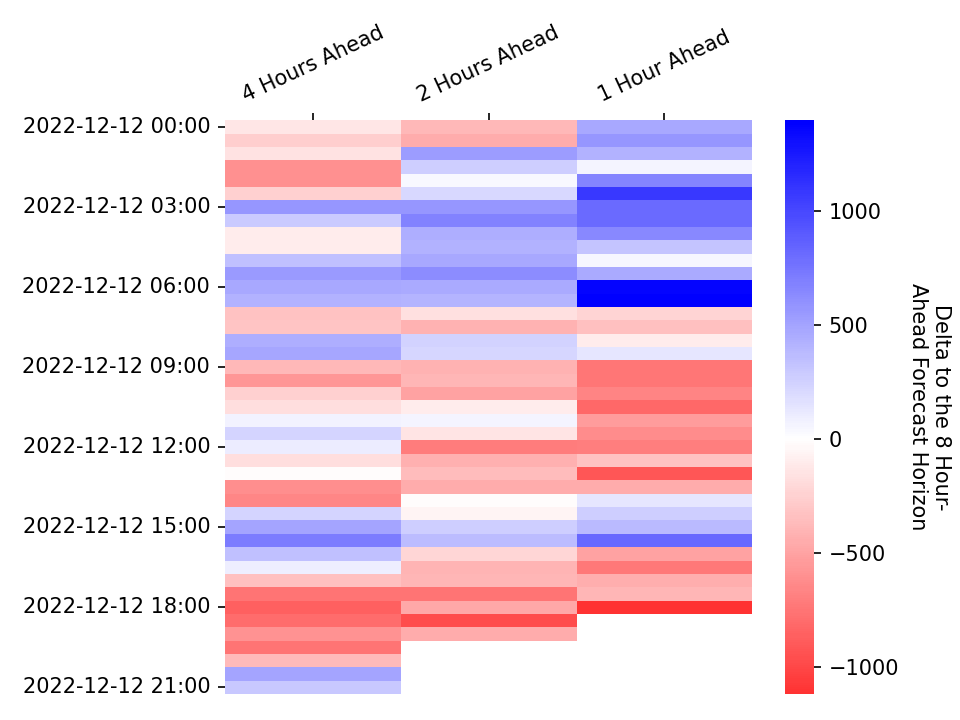 4 Hours Ahead
2 Hours Ahead
1 Hour Ahead
2022-12-12 00:00
2022-12-12 03:00
2022-12-12 06:00
2022-12-12 09:00
2022-12-12 12:00
2022-12-12 15:00
2022-12-12 18:00
2022-12-12 21:00
1000
500
0
−500
−1000
Delta to the 8 Hour-
Ahead Forecast Horizon